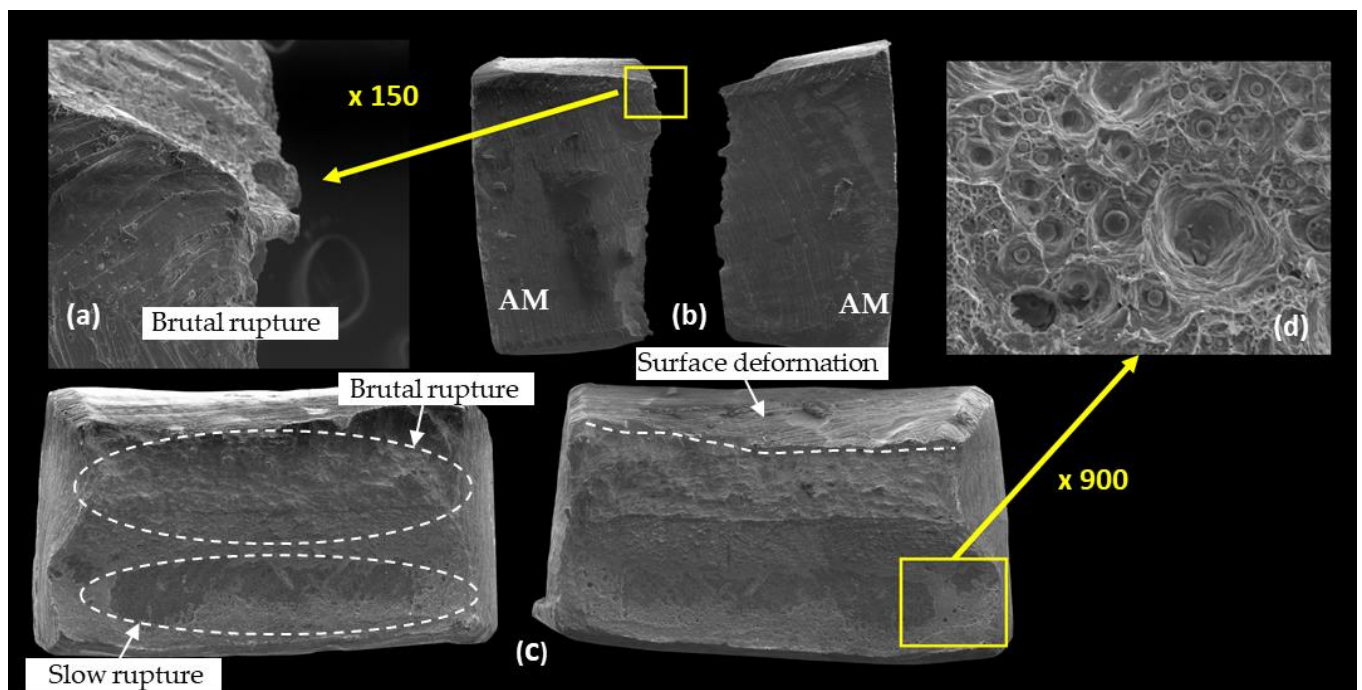 x 150
AM
AM
(a)
(b)
(d)
Brutal rupture
Surface deformation
Brutal rupture
x 900
(c)
Slow rupture